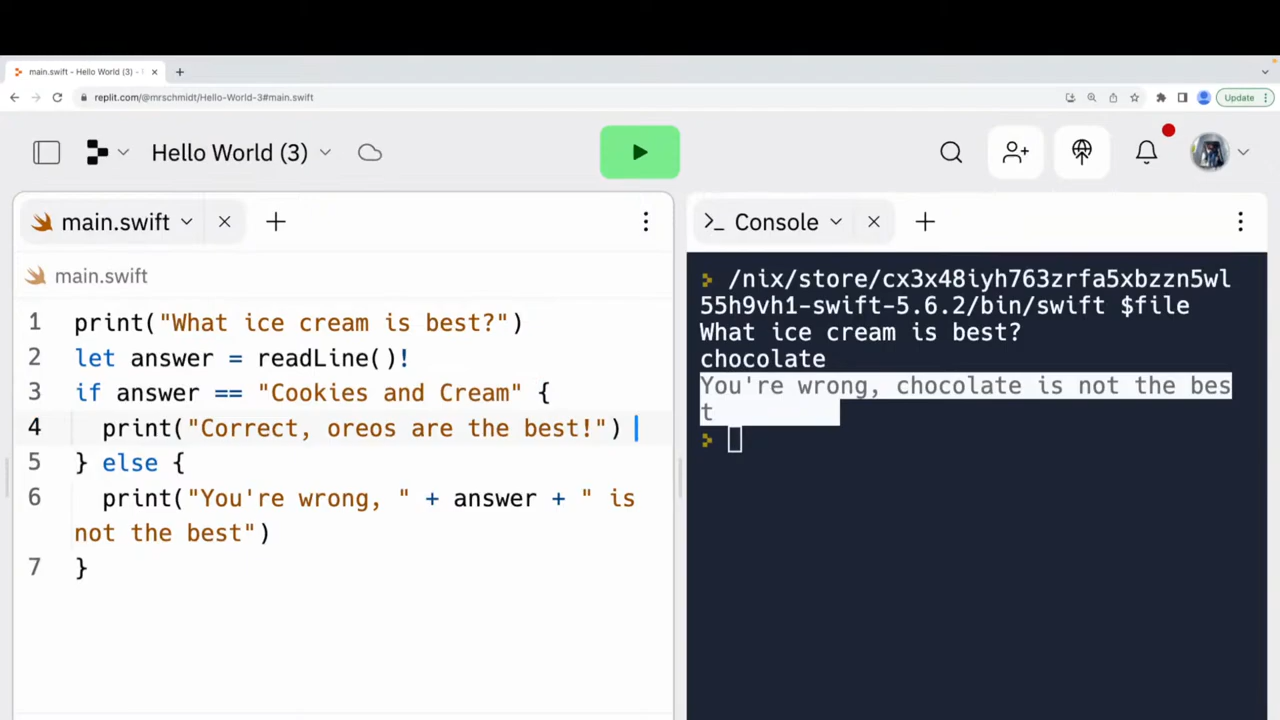 main.swift - Hello World (3) -
replit.com/@mrschmidt/Hello-World-3#main.swift
Update
Hello World (3)
main.swift
Console
main.swift
1 print("What ice cream is best?")
2 let answer = readLine()!
3 if answer == "Cookies and Cream" {
4 print("Correct, oreos are the best!")
5 } else {
6 print("You're wrong, " + answer + " is
not the best")
7 }
/nix/store/cx3x48iyh763zrfa5xbzzn5wl
55h9vh1-swift-5.6.2/bin/swift $file
What ice cream is best?
chocolate
You're wrong, chocolate is not the bes
t